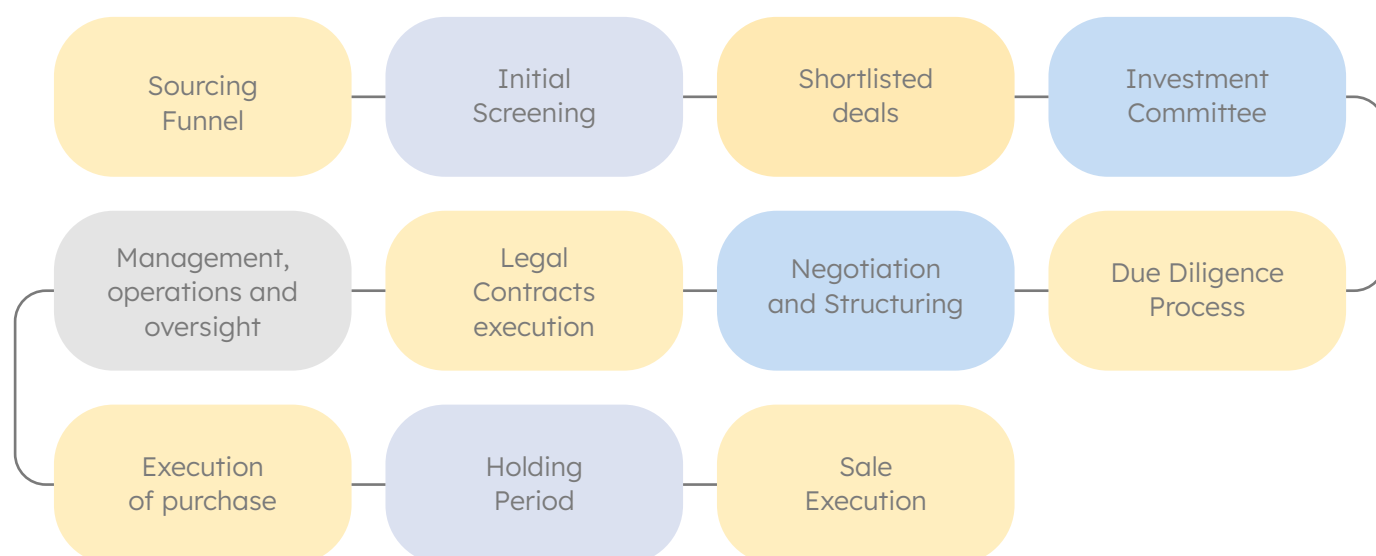 Sourcing
Funnel
Initial
Screening
Shortlisted
deals
Investment
Committee
Management,
operations and
oversight
Legal
Contracts
execution
Negotiation
and Structuring
Due Diligence
Process
Execution
of purchase
Holding
Period
Sale
Execution